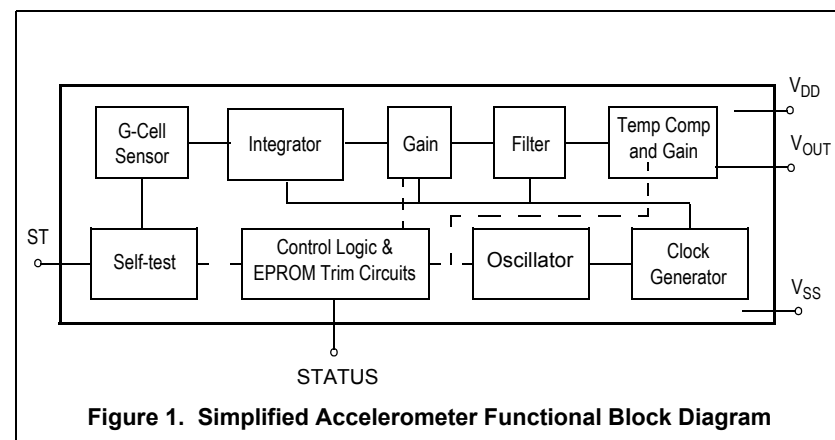 V_DD
G-Cell
Sensor
Integrator
Gain
Filter
Temp Comp
and Gain
V_OUT
ST
Self-test
Control Logic &
EPROM Trim Circuits
Oscillator
Clock
Generator
V_SS
STATUS
Figure 1. Simplified Accelerometer Functional Block Diagram